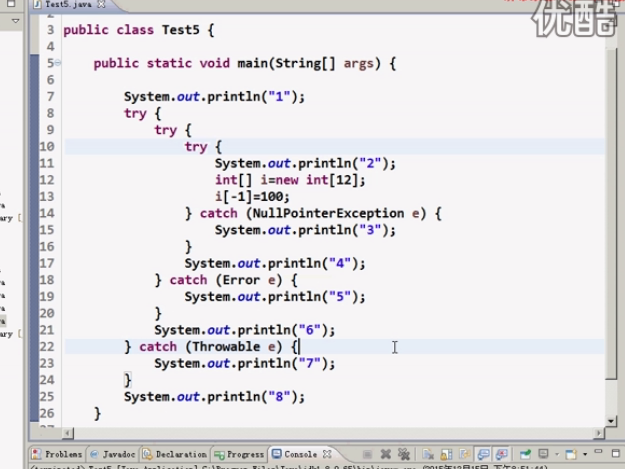 Test5.java
优酷
2
3 public class Test5 {
4
5 public static void main(String[] args) {
6
7 System.out.println("1");
8 try {
9 try {
10 try {
11 System.out.println("2");
12 int[] i=new int[12];
13 i[-1]=100;
14 } catch (NullPointerException e) {
15 System.out.println("3");
16 }
17 System.out.println("4");
18 } catch (Error e) {
19 System.out.println("5");
20 }
21 System.out.println("6");
22 } catch (Throwable e) {
23 System.out.println("7");
24 }
25 System.out.println("8");
26 }
27
Problems Javadoc Declaration Progress Console